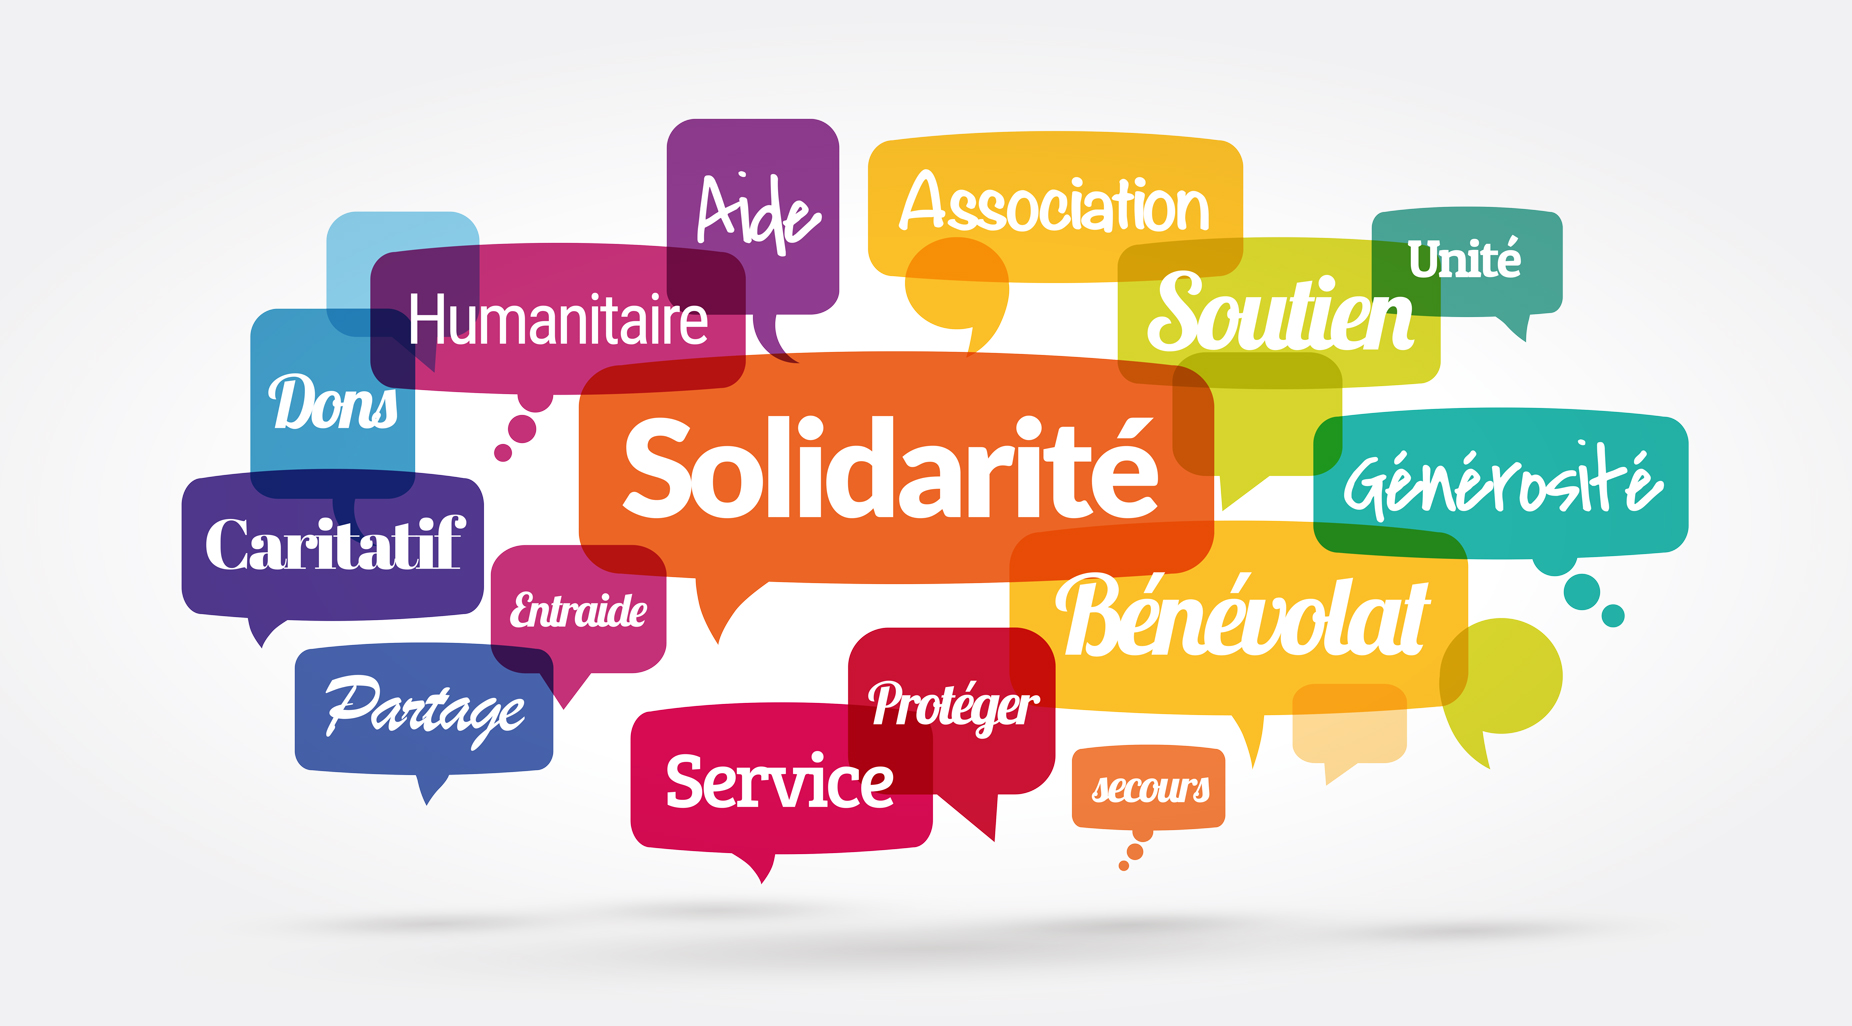 Aide
Association
Unité
Humanitaire
Soutien
Dons
Solidarité
Générosité
Caritatif
Entraide
Bénévolat
Partage
Protéger
Service
secours